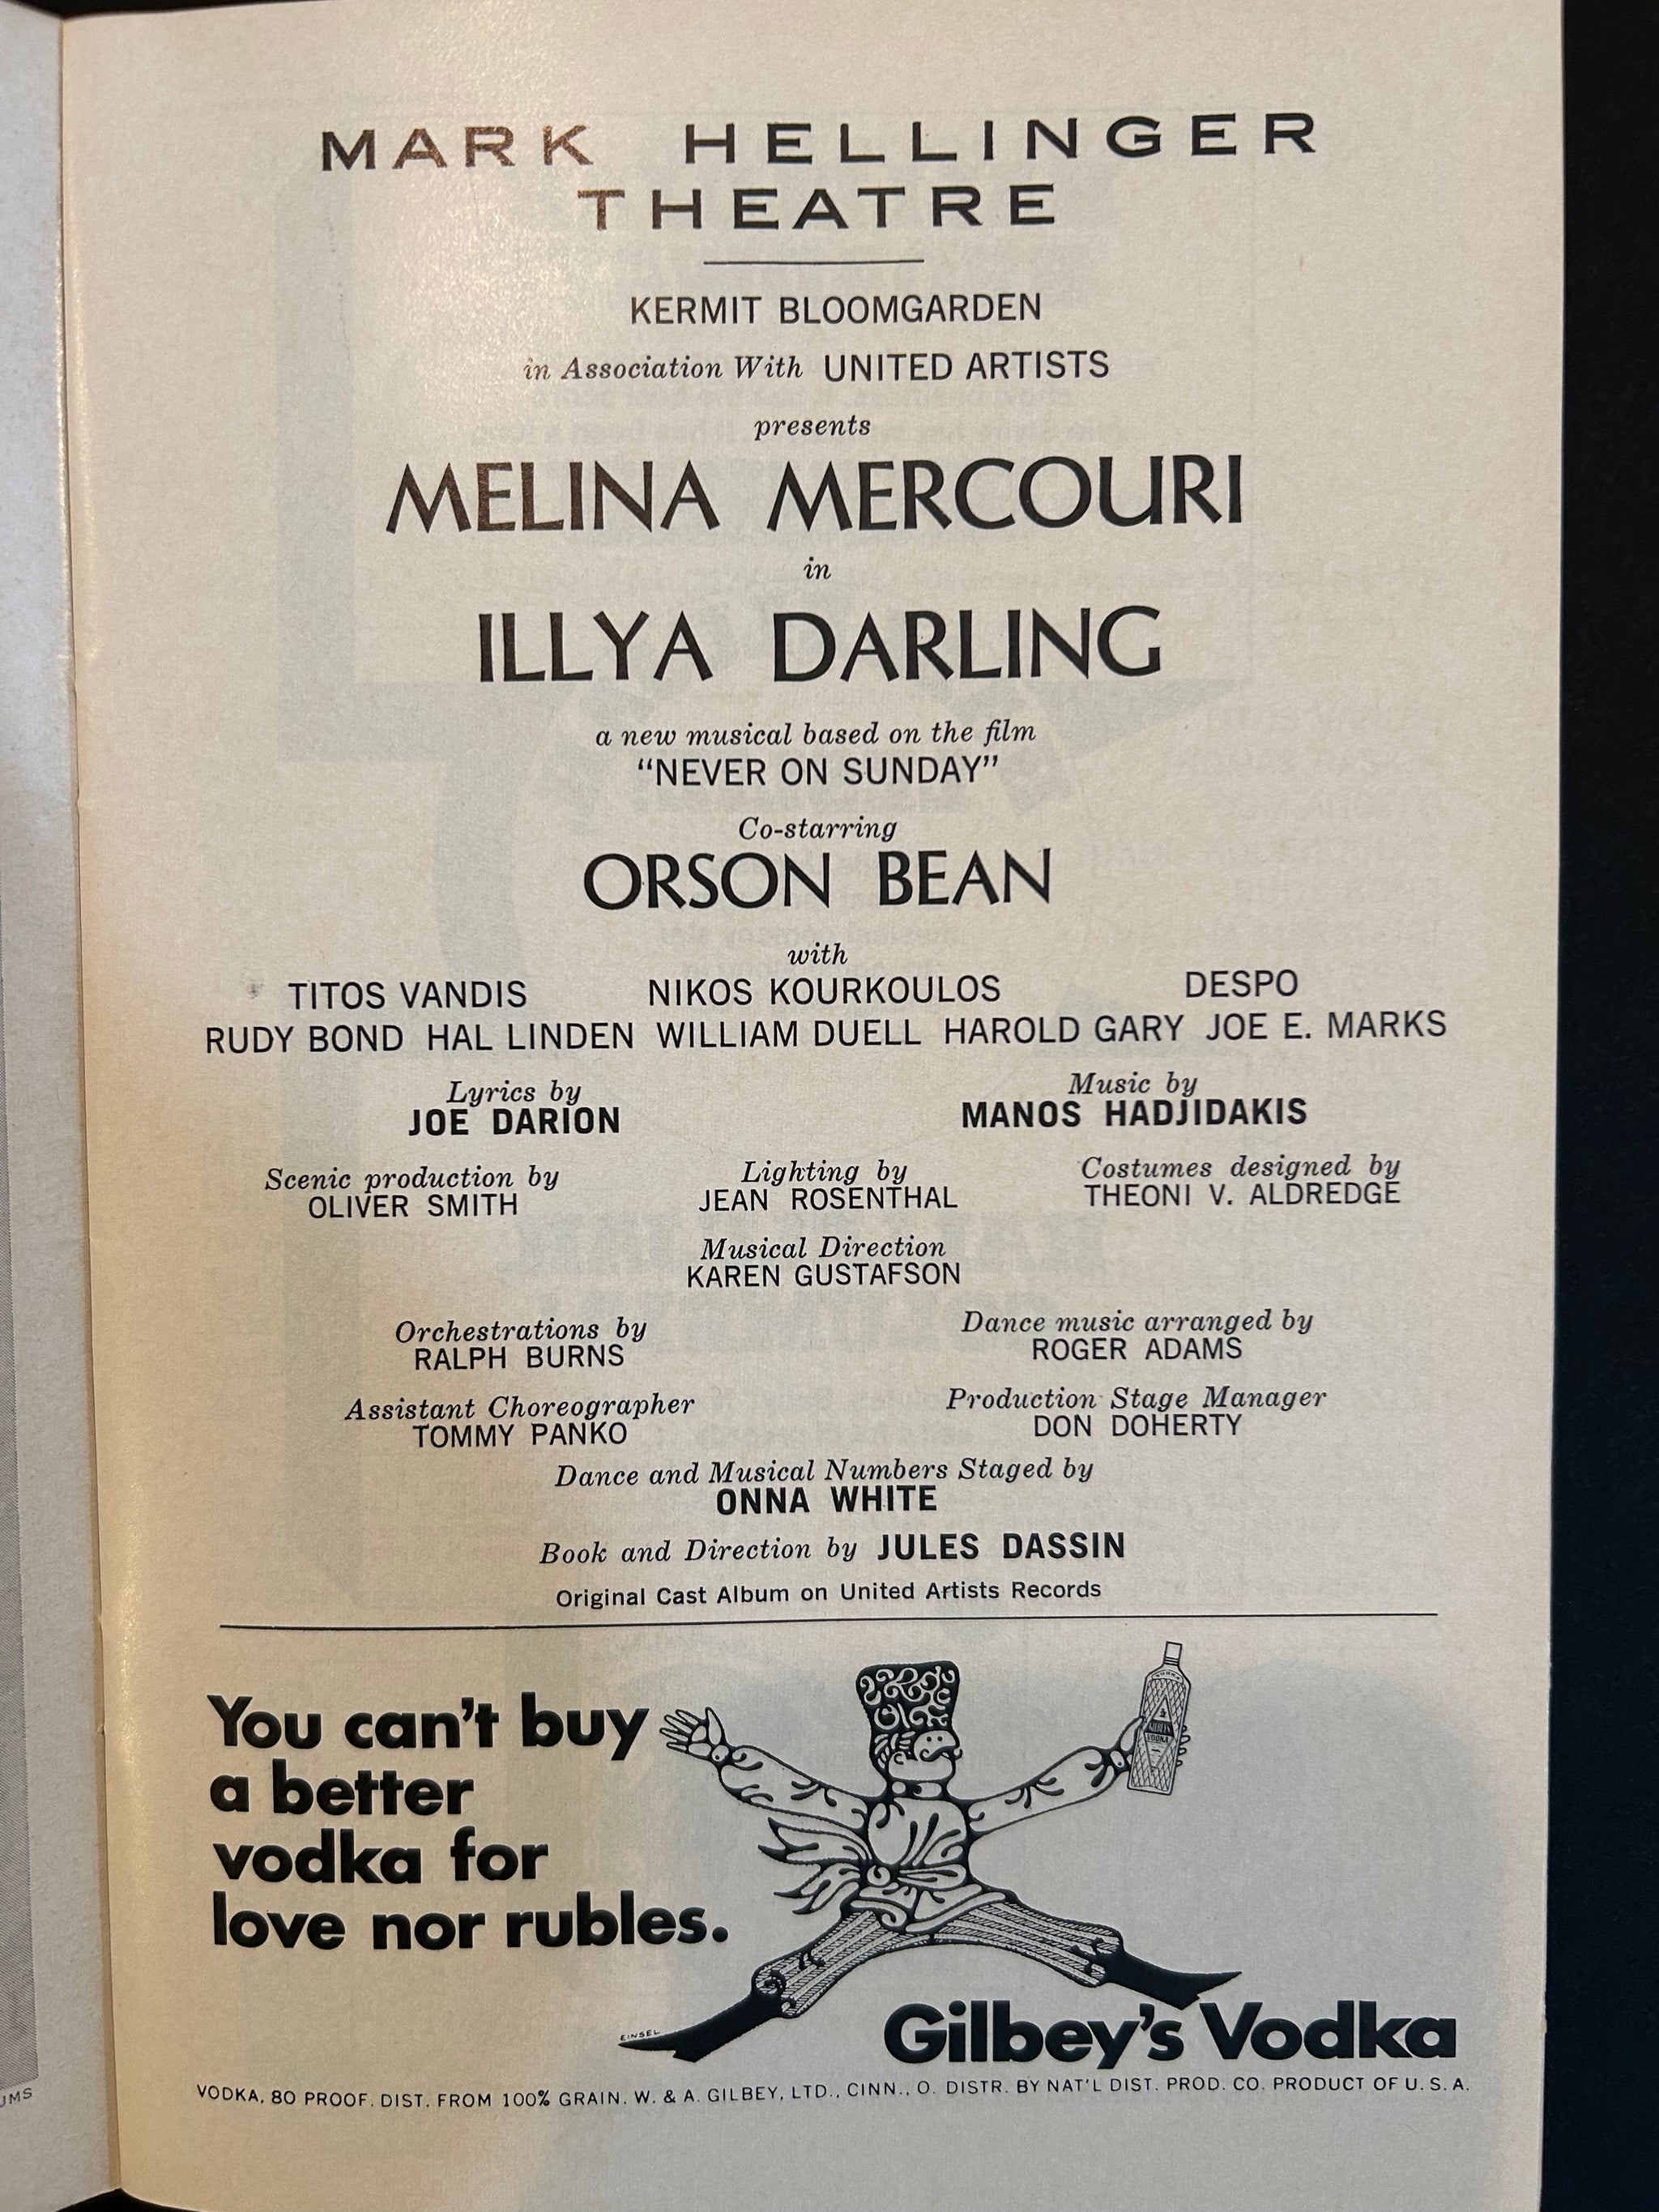 MARK HELLINGER
THEATRE
KERMIT BLOOMGARDEN
in Association With UNITED ARTISTS
presents
MELINA MERCOURI
in
ILLYA DARLING
a new musical based on the film
“NEVER ON SUNDAY”
Co-starring
ORSON BEAN
with
TITOS VANDIS NIKOS KOURKOULOS DESPO
RUDY BOND HAL LINDEN WILLIAM DUELL HAROLD GARY JOE E. MARKS
Lyrics by
JOE DARION
Music by
MANOS HADJIDAKIS
Scenic production by
OLIVER SMITH
Lighting by
JEAN ROSENTHAL
Costumes designed by
THEONI V. ALDREDGE
Musical Direction
KAREN GUSTAFSON
Orchestrations by
RALPH BURNS
Dance music arranged by
ROGER ADAMS
Assistant Choreographer
TOMMY PANKO
Production Stage Manager
DON DOHERTY
Dance and Musical Numbers Staged by
ONNA WHITE
Book and Direction by JULES DASSIN
Original Cast Album on United Artists Records
You can't buy
a better
vodka for
love nor rubles.
GILBEY'S
VODKA
EINSEL
Gilbey's Vodka
VODKA, 80 PROOF. DIST. FROM 100% GRAIN. W. & A. GILBEY, LTD., CINN., O. DISTR. BY NAT'L DIST. PROD. CO. PRODUCT OF U. S. A.